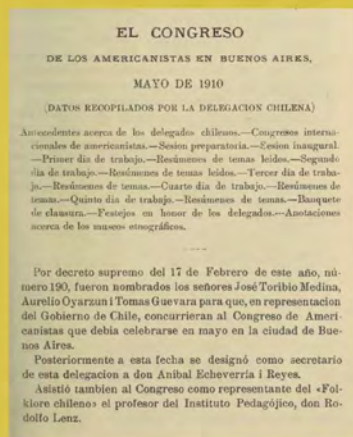 EL CONGRESO
DE LOS AMERICANISTAS EN BUENOS AIRES,
MAYO DE 1910
(DATOS RECOPILADOS POR LA DELEGACION CHILENA)
Antecedentes acerca de los delegados chilenos.—Congresos interna-
cionales de americanistas.—Sesion preparatoria.—Sesion inaugural.
—Primer dia de trabajo.—Resúmenes de temas leidos.—Segundo
dia de trabajo.—Resúmenes de temas leidos.—Tercer dia de traba-
jo.—Resúmenes de temas.—Cuarto dia de trabajo.—Resúmenes de
temas.—Quinto dia de trabajo.—Resúmenes de temas.—Banquete
de clausura.—Festejos en honor de los delegados.—Anotaciones
acerca de los museos etnográficos.
Por decreto supremo del 17 de Febrero de este año, nú-
mero 190, fueron nombrados los señores José Toribio Medina,
Aurelio Oyarzun i Tomas Guevara para que, en representacion
del Gobierno de Chile, concurrieran al Congreso de Ameri-
canistas que debia celebrarse en mayo en la ciudad de Bue-
nos Aires.
Posteriormente a esta fecha se designó como secretario
de esta delegacion a don Aníbal Echeverría i Reyes.
Asistió tambien al Congreso como representante del «Fol-
klore chileno» el profesor del Instituto Pedagójico, don Ro-
dolfo Lenz.